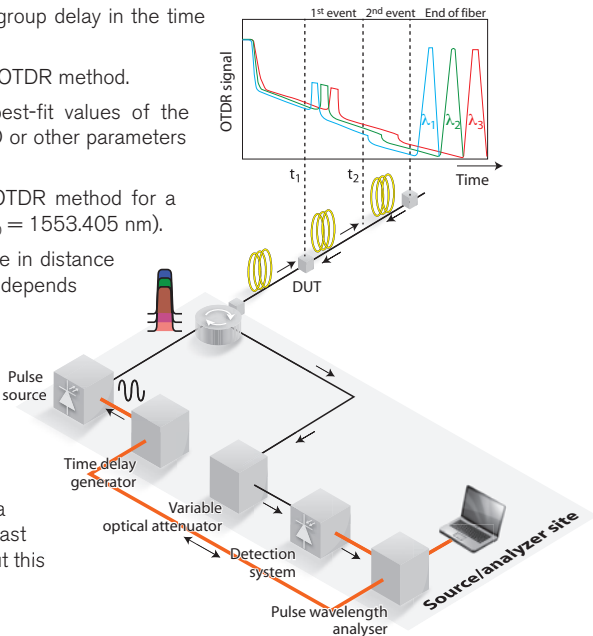 group delay in the time
OTDR method.
best-fit values of the
D or other parameters
OTDR method for a
= 1553.405 nm).
e in distance
depends
a
ast
t this
1st event 2nd event End of fiber
OTDR signal
λ1 λ2 λ3
t1 t2 Time
DUT
Pulse
source
Time delay
generator
Variable
optical attenuator
Detection
system
Pulse wavelength
analyser
Source/analyzer site